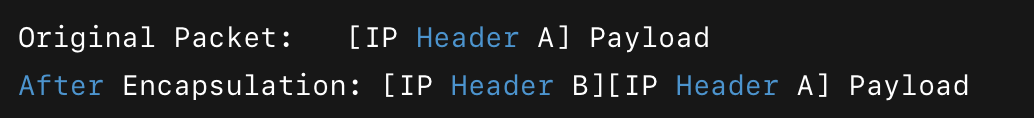 Original Packet:   [IP Header A] Payload
After Encapsulation: [IP Header B][IP Header A] Payload